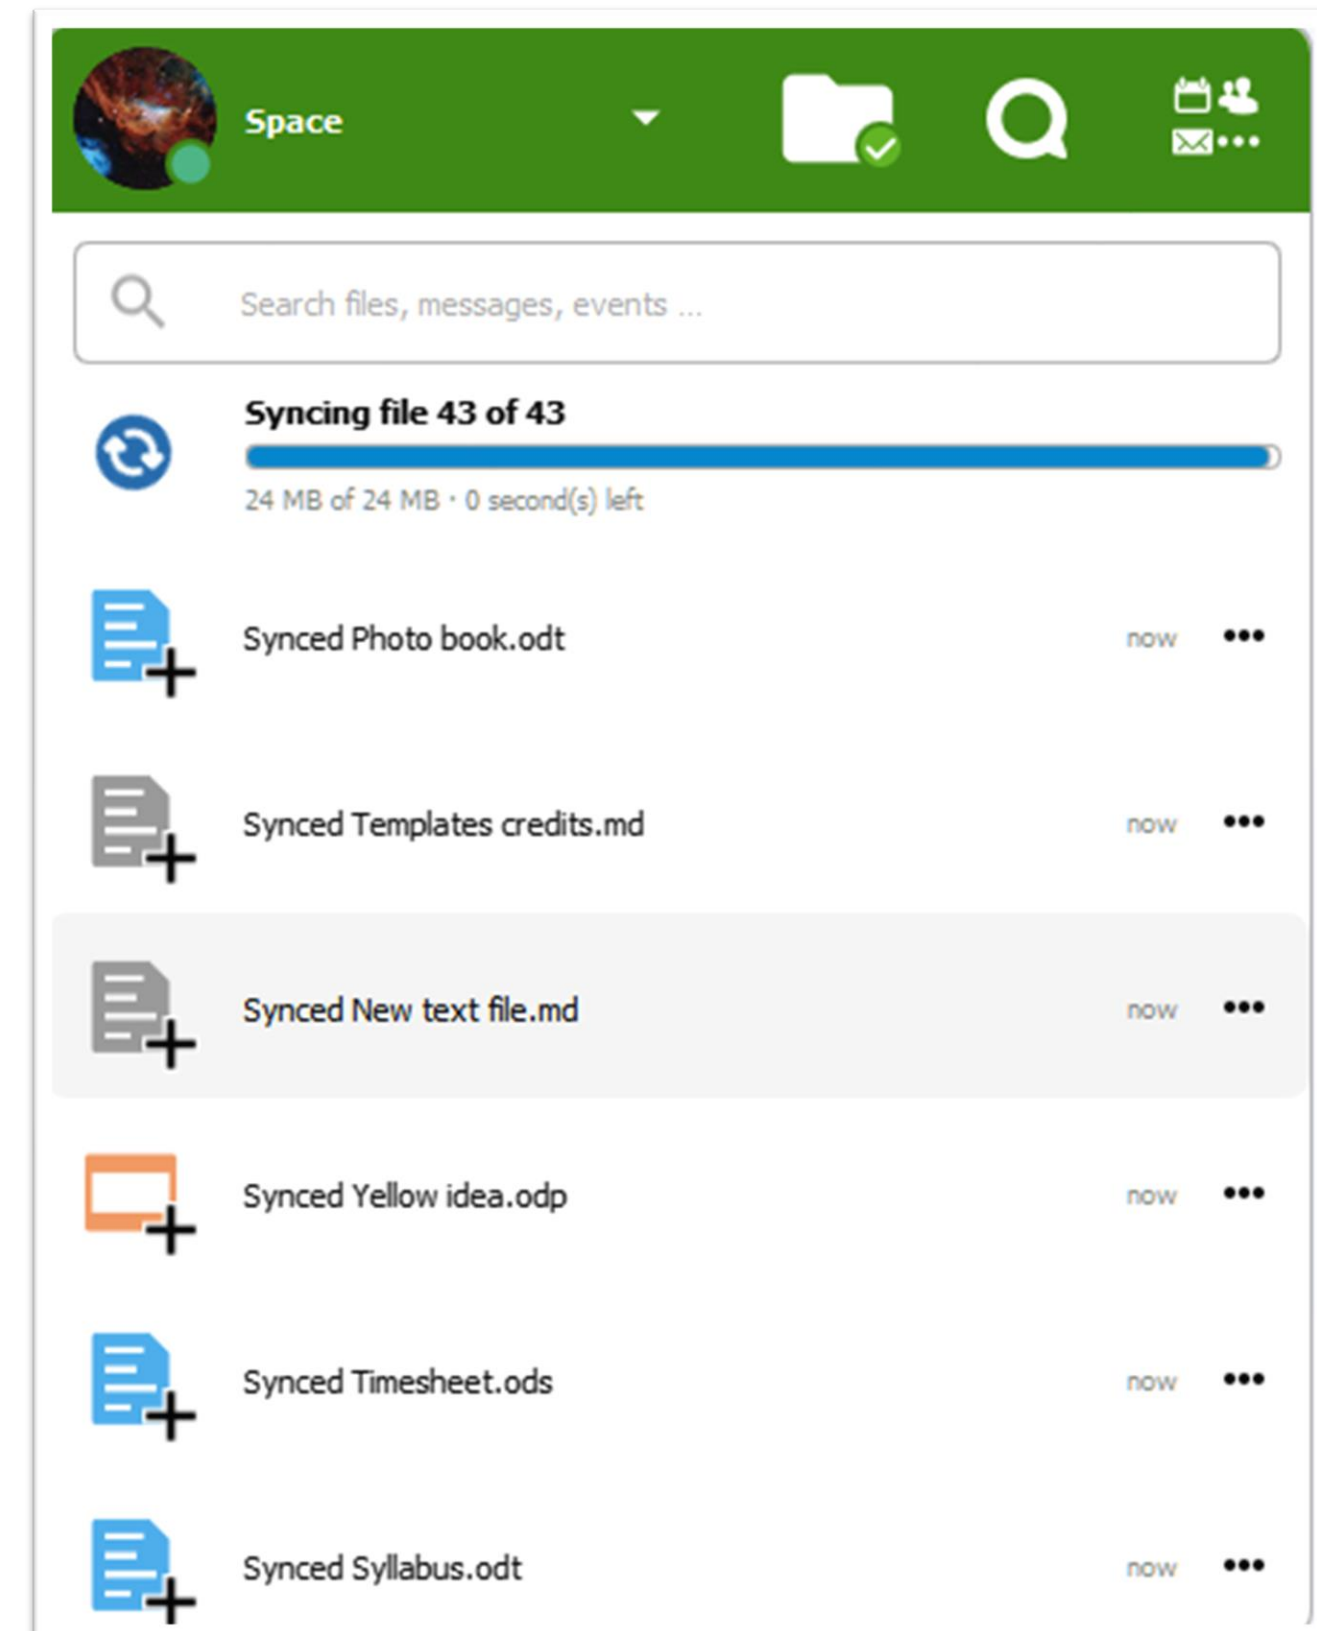 Space
Search files, messages, events ...
Syncing file 43 of 43
24 MB of 24 MB · 0 second(s) left
Synced Photo book.odt now
Synced Templates credits.md now
Synced New text file.md now
Synced Yellow idea.odp now
Synced Timesheet.ods now
Synced Syllabus.odt now